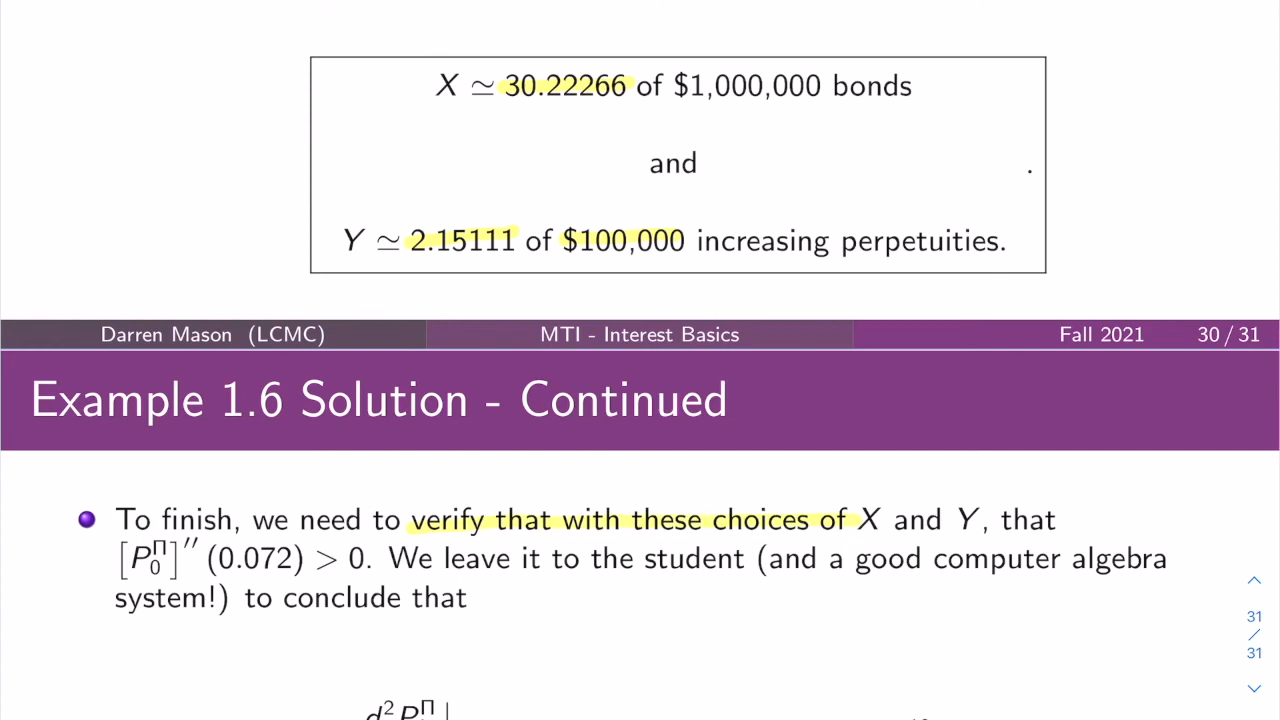 X ≃ 30.22266 of $1,000,000 bonds
and .
Y ≃ 2.15111 of $100,000 increasing perpetuities.
Darren Mason (LCMC) MTI - Interest Basics Fall 2021 30 / 31
Example 1.6 Solution - Continued
To finish, we need to verify that with these choices of X and Y, that
[P₀^Π]″ (0.072) > 0. We leave it to the student (and a good computer algebra
system!) to conclude that
31
/
31
d² P₀^Π |